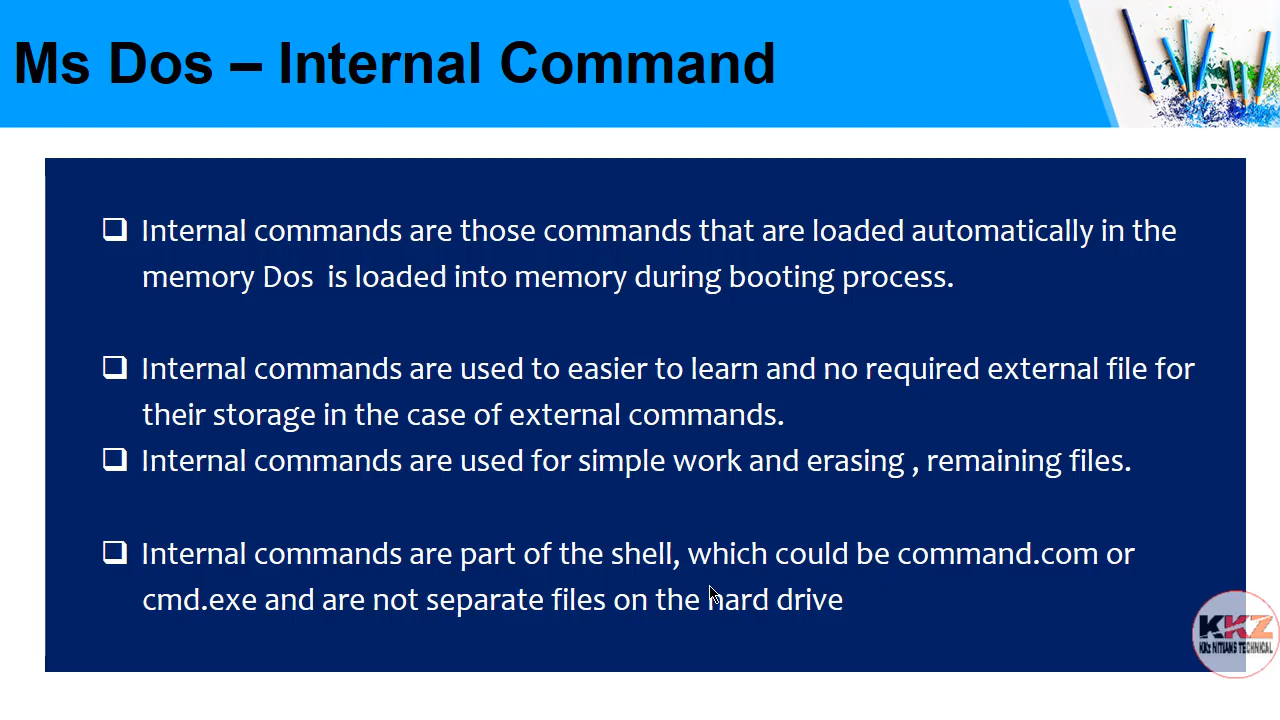 Ms Dos – Internal Command
❑ Internal commands are those commands that are loaded automatically in the
memory Dos  is loaded into memory during booting process.
❑ Internal commands are used to easier to learn and no required external file for
their storage in the case of external commands.
❑ Internal commands are used for simple work and erasing , remaining files.
❑ Internal commands are part of the shell, which could be command.com or
cmd.exe and are not separate files on the hard drive
KKZ
KKz NITIANS TECHNICAL